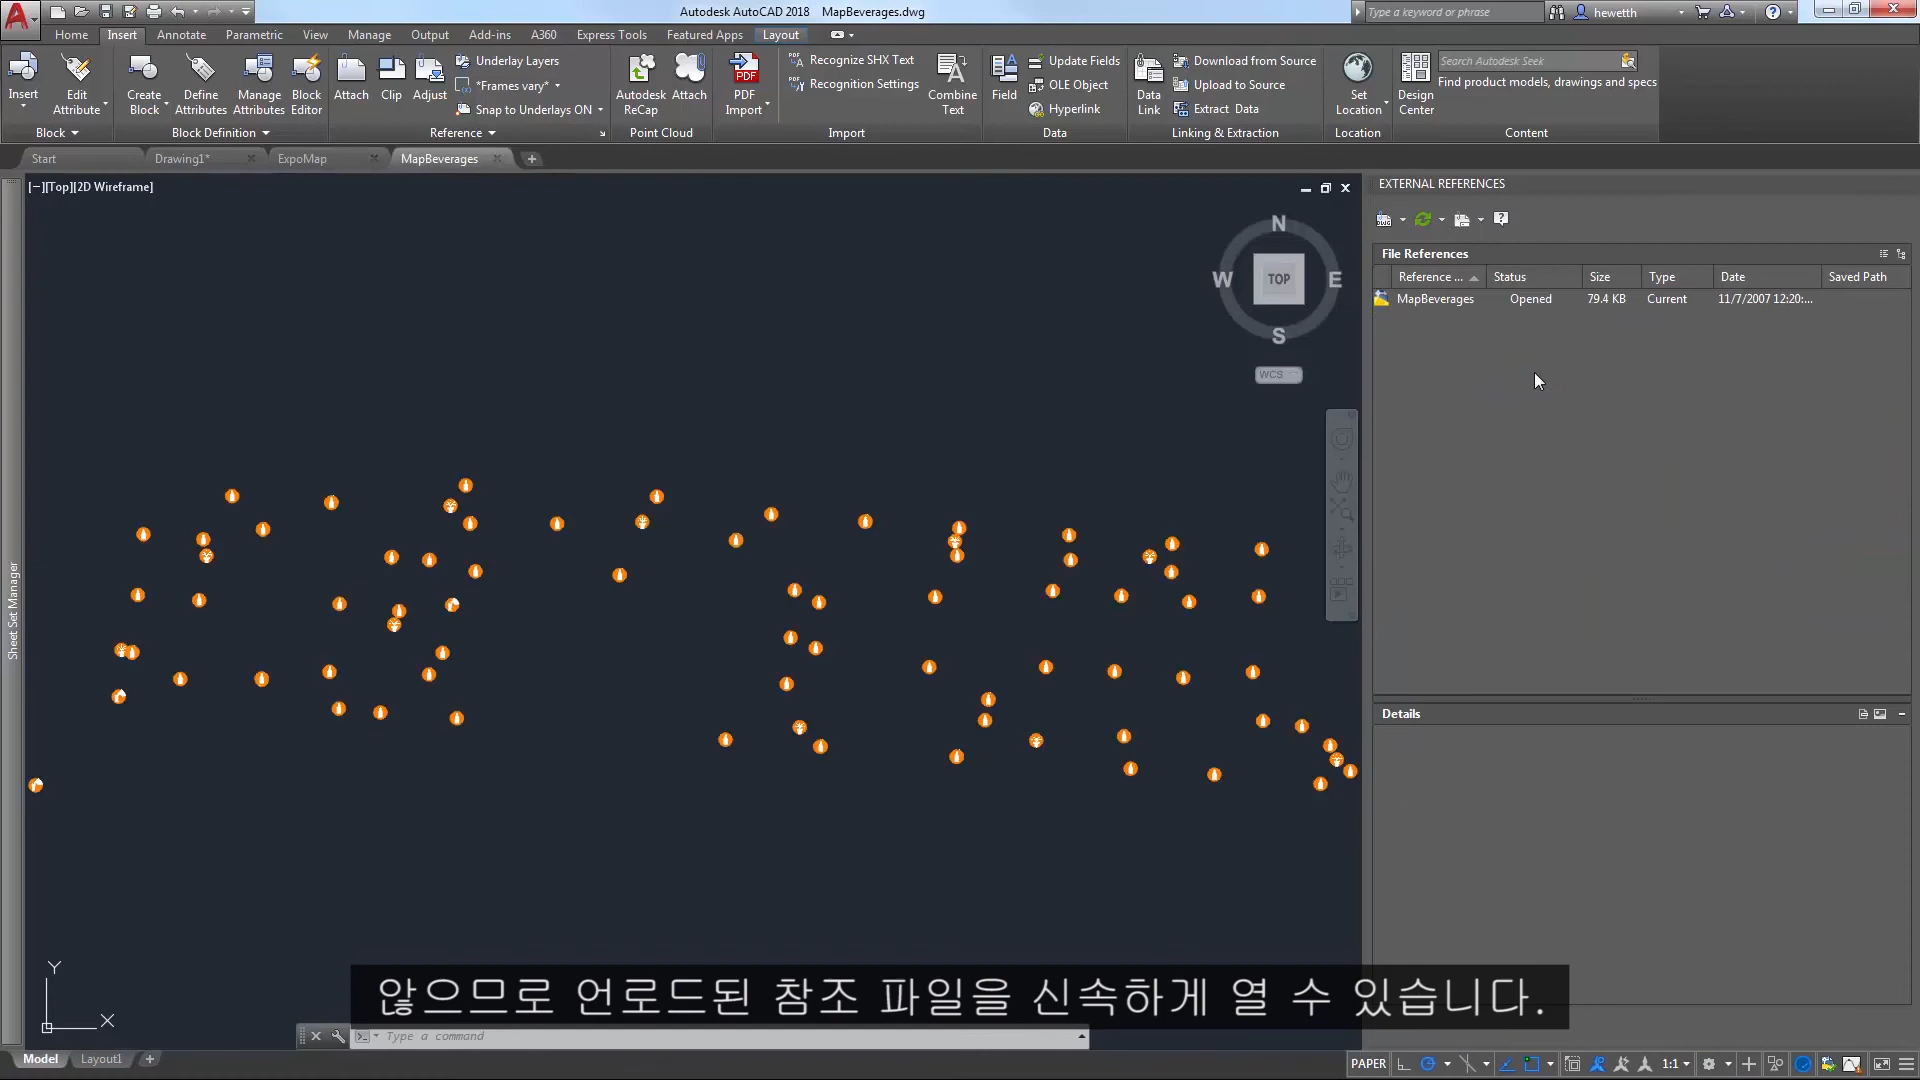 Autodesk AutoCAD 2018 MapBeverages.dwg
Type a keyword or phrase
hewetth
Home Insert Annotate Parametric View Manage Output Add-ins A360 Express Tools Featured Apps Layout
Insert
Edit Attribute
Create Block
Define Attributes
Manage Attributes
Block Editor
Attach
Clip
Adjust
Underlay Layers
*Frames vary*
Snap to Underlays ON
Autodesk ReCap
Attach
PDF Import
Recognize SHX Text
Recognition Settings
Combine Text
Field
Update Fields
OLE Object
Hyperlink
Data Link
Download from Source
Upload to Source
Extract Data
Set Location
Design Center
Search Autodesk Seek
Find product models, drawings and specs
Block
Block Definition
Reference
Point Cloud
Import
Data
Linking & Extraction
Location
Content
Start Drawing1* ExpoMap MapBeverages
[−][Top][2D Wireframe]
N
W TOP E
S
WCS
Sheet Set Manager
EXTERNAL REFERENCES
File References
Reference ... Status Size Type Date Saved Path
MapBeverages Opened 79.4 KB Current 11/7/2007 12:20:...
Details
Y
X
않으므로 언로드된 참조 파일을 신속하게 열 수 있습니다.
Type a command
Model Layout1
PAPER
1:1